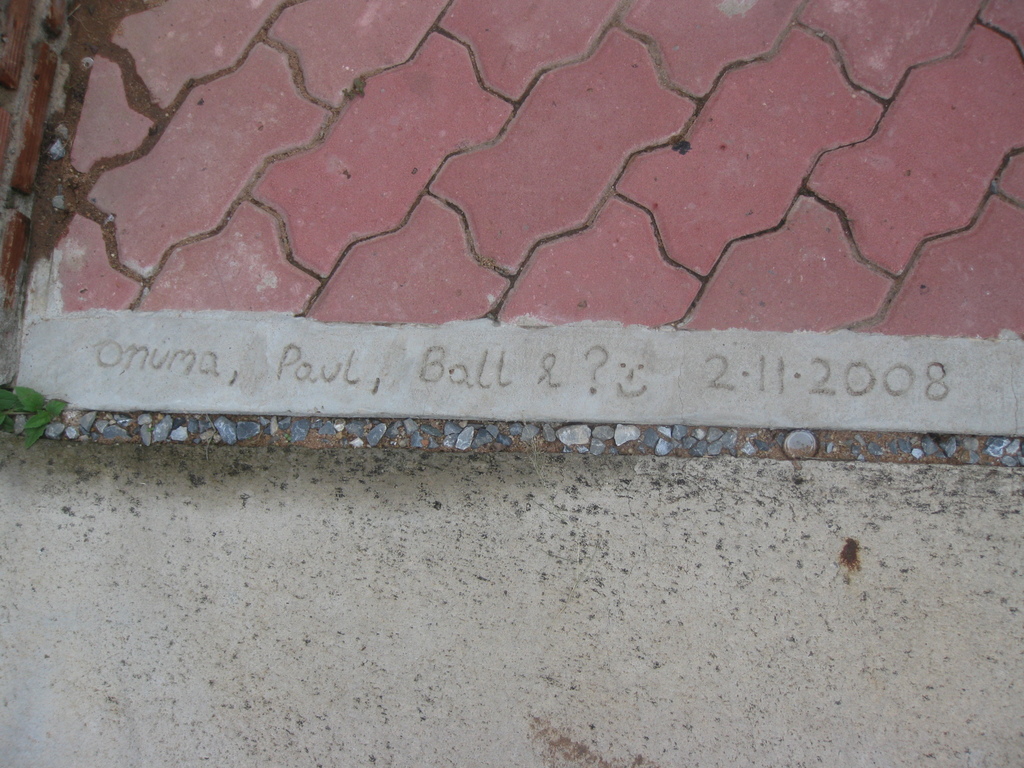 Onuma, Paul, Ball & ? :) 2·11·2008